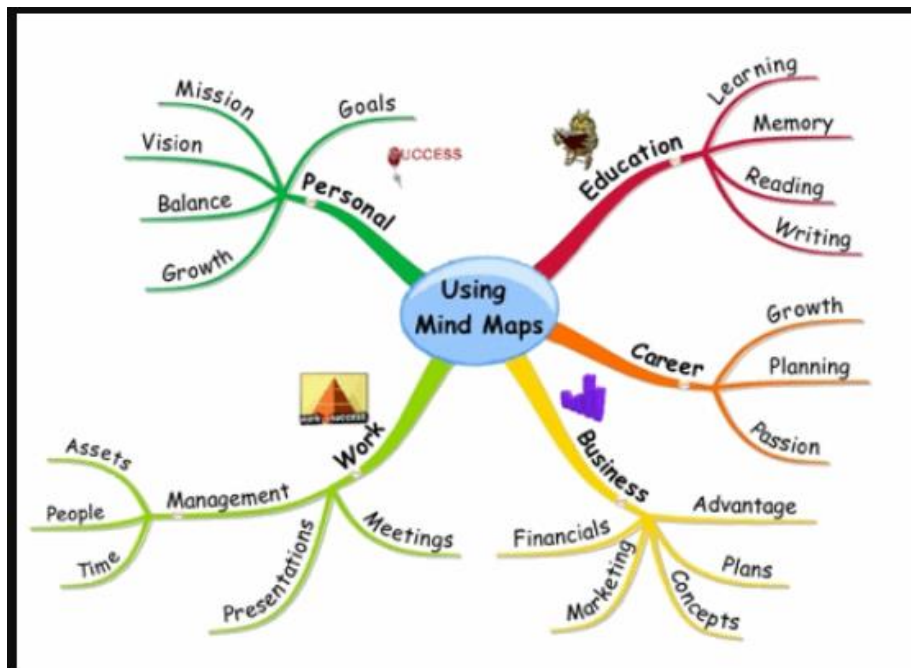 Using
Mind Maps
Personal
Mission
Vision
Balance
Growth
Goals
SUCCESS
Education
Learning
Memory
Reading
Writing
Career
Growth
Planning
Passion
Business
Advantage
Plans
Concepts
Marketing
Financials
Work
Meetings
Presentations
Management
Assets
People
Time